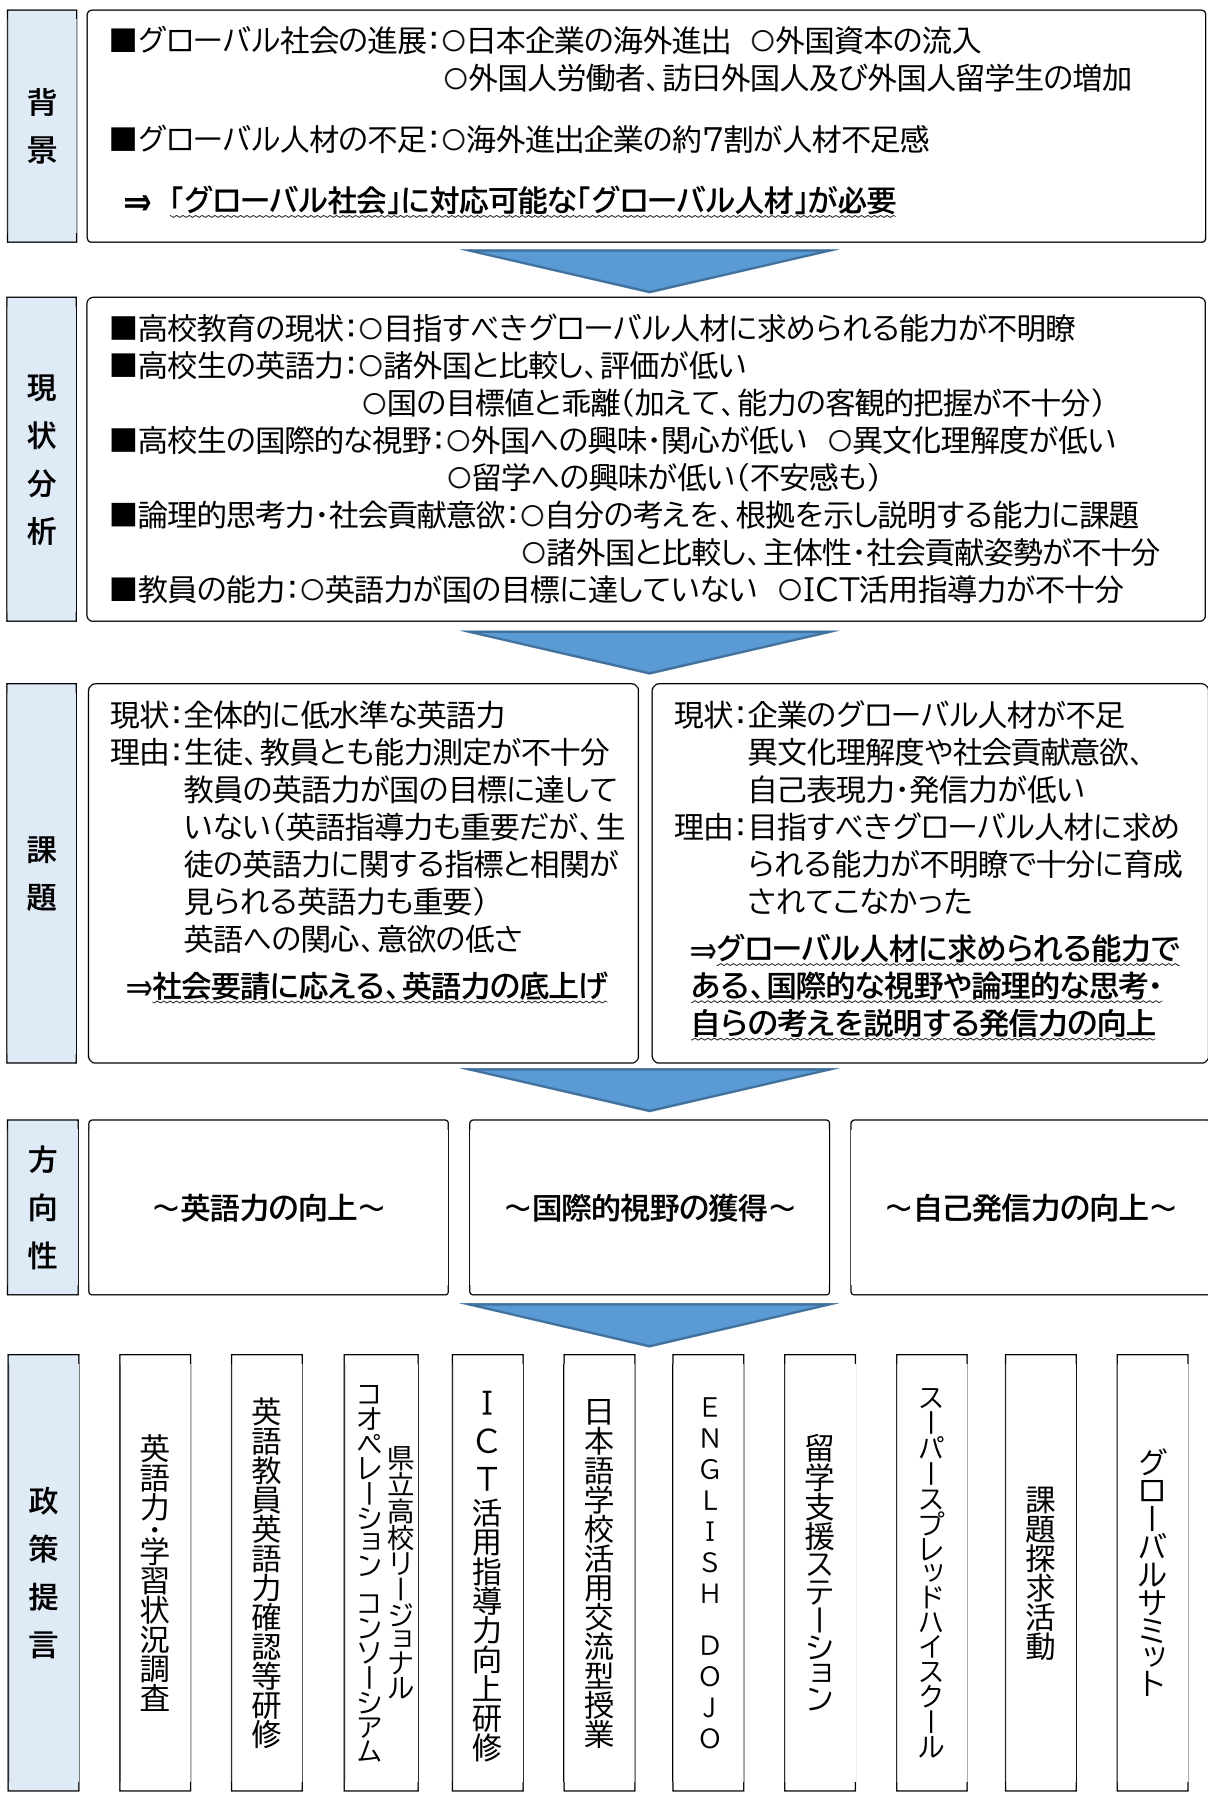 背景
■グローバル社会の進展：○日本企業の海外進出　○外国資本の流入
○外国人労働者、訪日外国人及び外国人留学生の増加
■グローバル人材の不足：○海外進出企業の約７割が人材不足感
⇒「グローバル社会」に対応可能な「グローバル人材」が必要
現状分析
■高校教育の現状：○目指すべきグローバル人材に求められる能力が不明瞭
■高校生の英語力：○諸外国と比較し、評価が低い
○国の目標値と乖離（加えて、能力の客観的把握が不十分）
■高校生の国際的な視野：○外国への興味・関心が低い　○異文化理解度が低い
○留学への興味が低い（不安感も）
■論理的思考力・社会貢献意欲：○自分の考えを、根拠を示し説明する能力に課題
○諸外国と比較し、主体性・社会貢献姿勢が不十分
■教員の能力：○英語力が国の目標に達していない　○ICT活用指導力が不十分
課題
現状：全体的に低水準な英語力
理由：生徒、教員とも能力測定が不十分
教員の英語力が国の目標に達して
いない（英語指導力も重要だが、生
徒の英語力に関する指標と相関が
見られる英語力も重要）
英語への関心、意欲の低さ
⇒社会要請に応える、英語力の底上げ
現状：企業のグローバル人材が不足
異文化理解度や社会貢献意欲、
自己表現力・発信力が低い
理由：目指すべきグローバル人材に求め
られる能力が不明瞭で十分に育成
されてこなかった
⇒グローバル人材に求められる能力で
ある、国際的な視野や論理的な思考・
自らの考えを説明する発信力の向上
方向性
～英語力の向上～
～国際的視野の獲得～
～自己発信力の向上～
政策提言
英語力・学習状況調査
英語教員英語力確認等研修
県立高校リージョナル
コオペレーション コンソーシアム
ICT活用指導力向上研修
日本語学校活用交流型授業
ENGLISH DOJO
留学支援ステーション
スーパースプレッドハイスクール
課題探求活動
グローバルサミット